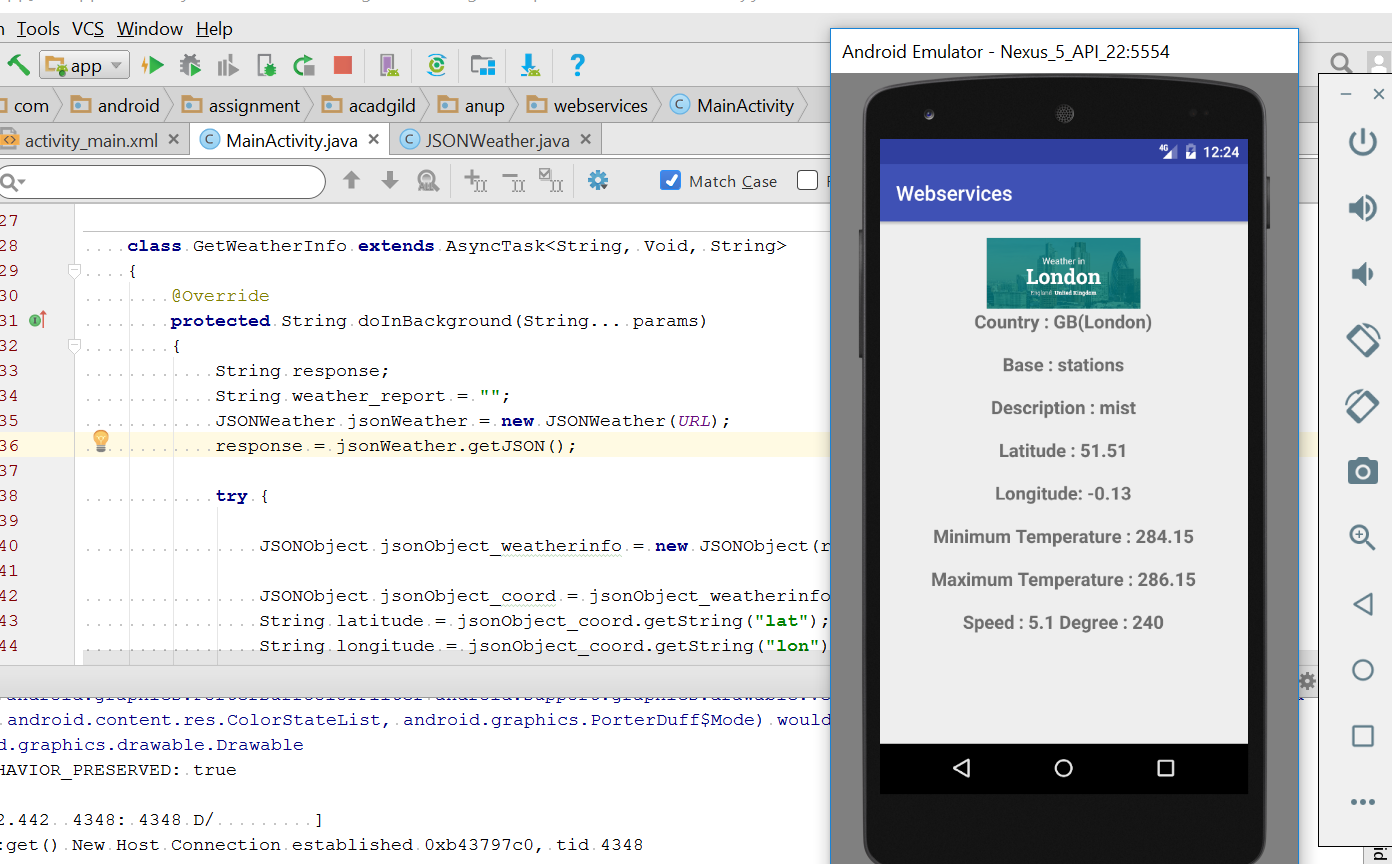 Tools VCS Window Help
app
com android assignment acadgild anup webservices MainActivity
activity_main.xml MainActivity.java JSONWeather.java
Match Case
27
28 class GetWeatherInfo extends AsyncTask<String, Void, String>
29 {
30 @Override
31 protected String doInBackground(String... params)
32 {
33 String response;
34 String weather_report = "";
35 JSONWeather jsonWeather = new JSONWeather(URL);
36 response = jsonWeather.getJSON();
37
38 try {
39
40 JSONObject jsonObject_weatherinfo = new JSONObject(r
41
42 JSONObject jsonObject_coord = jsonObject_weatherinfo
43 String latitude = jsonObject_coord.getString("lat");
44 String longitude = jsonObject_coord.getString("lon")
android.content.res.ColorStateList, android.graphics.PorterDuff$Mode) would
d.graphics.drawable.Drawable
HAVIOR_PRESERVED: true
2.442 4348: 4348 D/ ]
:get() New Host Connection established 0xb43797c0, tid 4348
Android Emulator - Nexus_5_API_22:5554
4G 12:24
Webservices
Weather in
London
England United Kingdom
Country : GB(London)
Base : stations
Description : mist
Latitude : 51.51
Longitude: -0.13
Minimum Temperature : 284.15
Maximum Temperature : 286.15
Speed : 5.1 Degree : 240